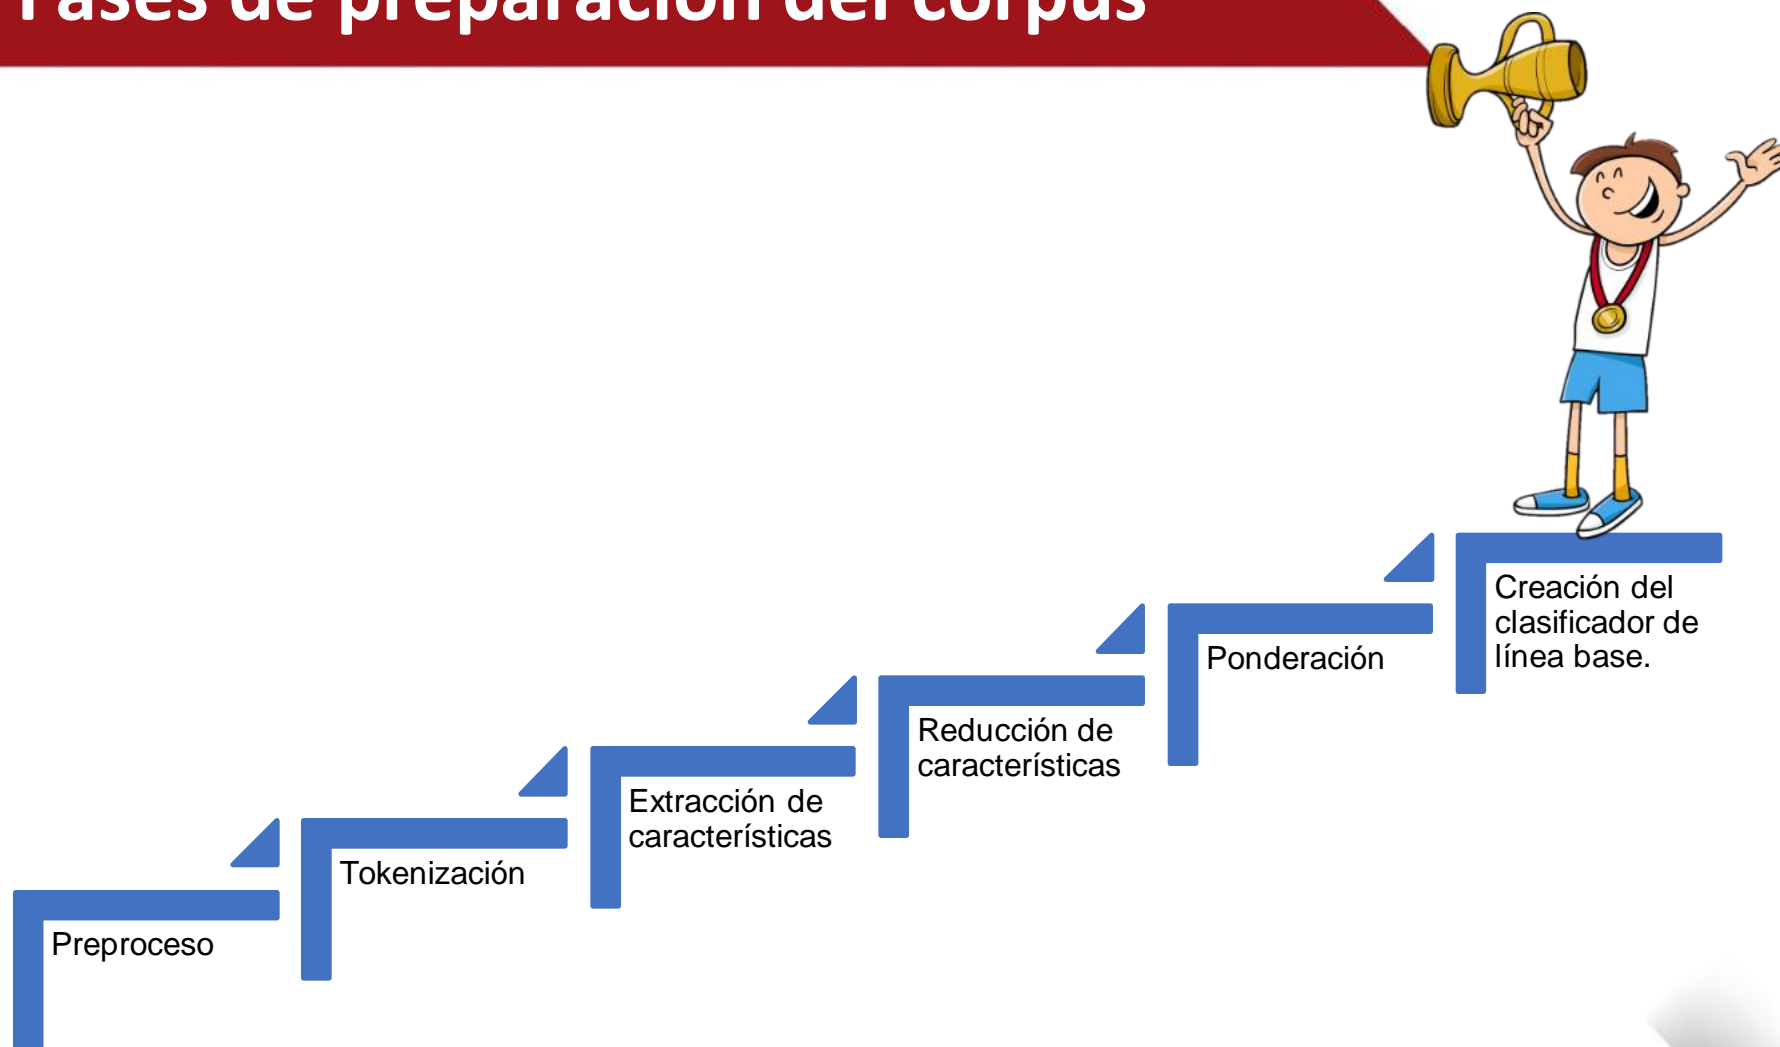 Fases de preparación del corpus
Preproceso
Tokenización
Extracción de
características
Reducción de
características
Ponderación
Creación del
clasificador de
línea base.